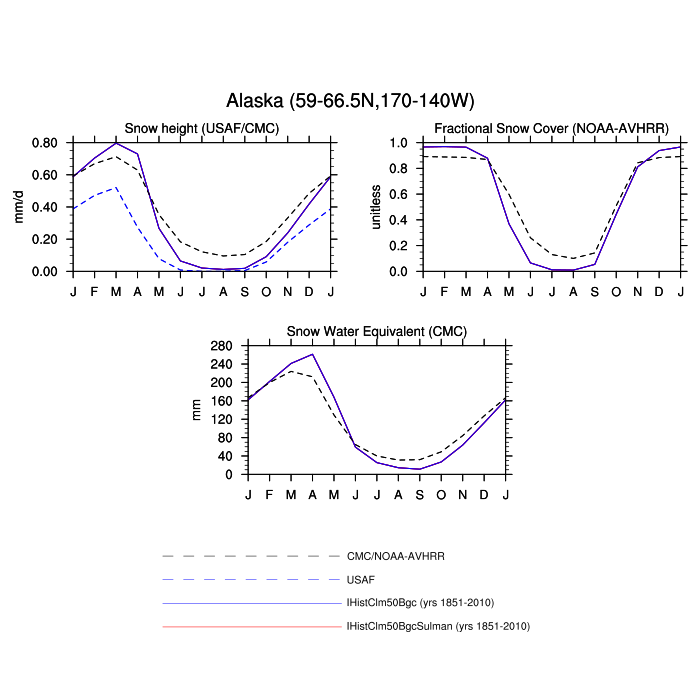 Alaska (59-66.5N,170-140W)
Snow height (USAF/CMC)
0.80
0.60
0.40
0.20
0.00
mm/d
J F M A M J J A S O N D J
Fractional Snow Cover (NOAA-AVHRR)
1.0
0.8
0.6
0.4
0.2
0.0
unitless
J F M A M J J A S O N D J
Snow Water Equivalent (CMC)
280
240
200
160
120
80
40
0
mm
J F M A M J J A S O N D J
CMC/NOAA-AVHRR
USAF
IHistClm50Bgc (yrs 1851-2010)
IHistClm50BgcSulman (yrs 1851-2010)